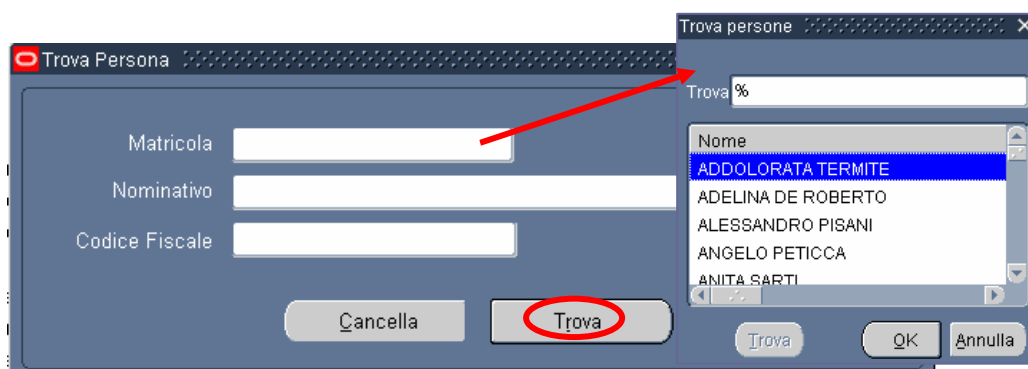 Trova Persona
Matricola
Nominativo
Codice Fiscale
Cancella
Trova
Trova persone
Trova %
Nome
ADDOLORATA TERMITE
ADELINA DE ROBERTO
ALESSANDRO PISANI
ANGELO PETICCA
ANITA SARTI
Trova
OK
Annulla